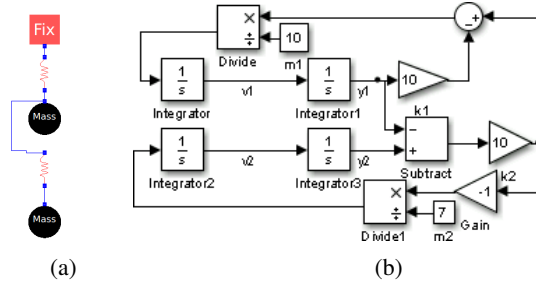 Fix
Mass
Mass
(a)
×
÷
Divide
10
m1
−+
1
s
Integrator
v1
1
s
Integrator1
y1
10
k1
1
s
Integrator2
v2
1
s
Integrator3
y2
−
+
Subtract
10
k2
×
÷
Divide1
7
m2
-1
Gain
(b)